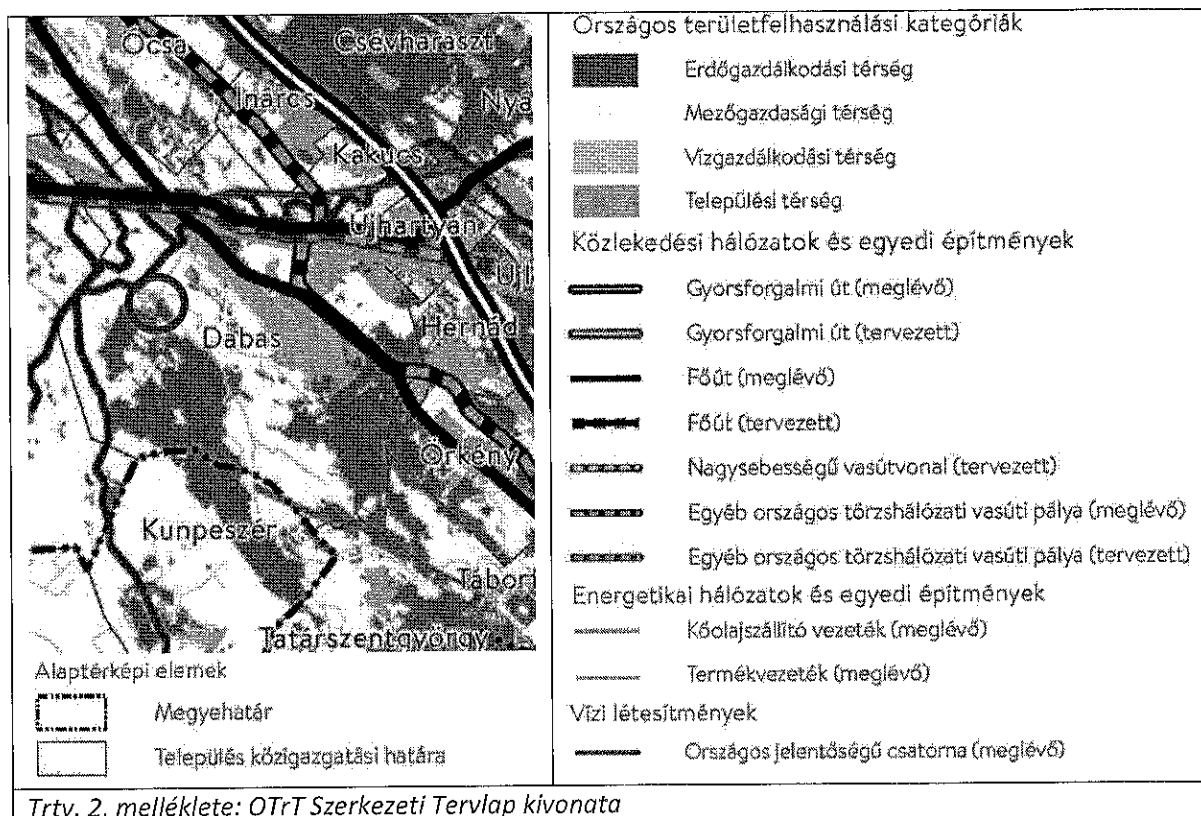 Ócsa
Csévharaszt
Inárcs
Nyá
Kakucs
Újhartyán
Új
Hernád
Dabas
Örkény
Kunpeszér
Tábor
Tatárszentgyörgy
Alaptérképi elemek
Megyehatár
Település közigazgatási határa
Országos területfelhasználási kategóriák
Erdőgazdálkodási térség
Mezőgazdasági térség
Vízgazdálkodási térség
Települési térség
Közlekedési hálózatok és egyedi építmények
Gyorsforgalmi út (meglévő)
Gyorsforgalmi út (tervezett)
Főút (meglévő)
Főút (tervezett)
Nagysebességű vasútvonal (tervezett)
Egyéb országos törzshálózati vasúti pálya (meglévő)
Egyéb országos törzshálózati vasúti pálya (tervezett)
Energetikai hálózatok és egyedi építmények
Kőolajszállító vezeték (meglévő)
Termékvezeték (meglévő)
Vízi létesítmények
Országos jelentőségű csatorna (meglévő)
Trtv. 2. melléklete: OTrT Szerkezeti Tervlap kivonata